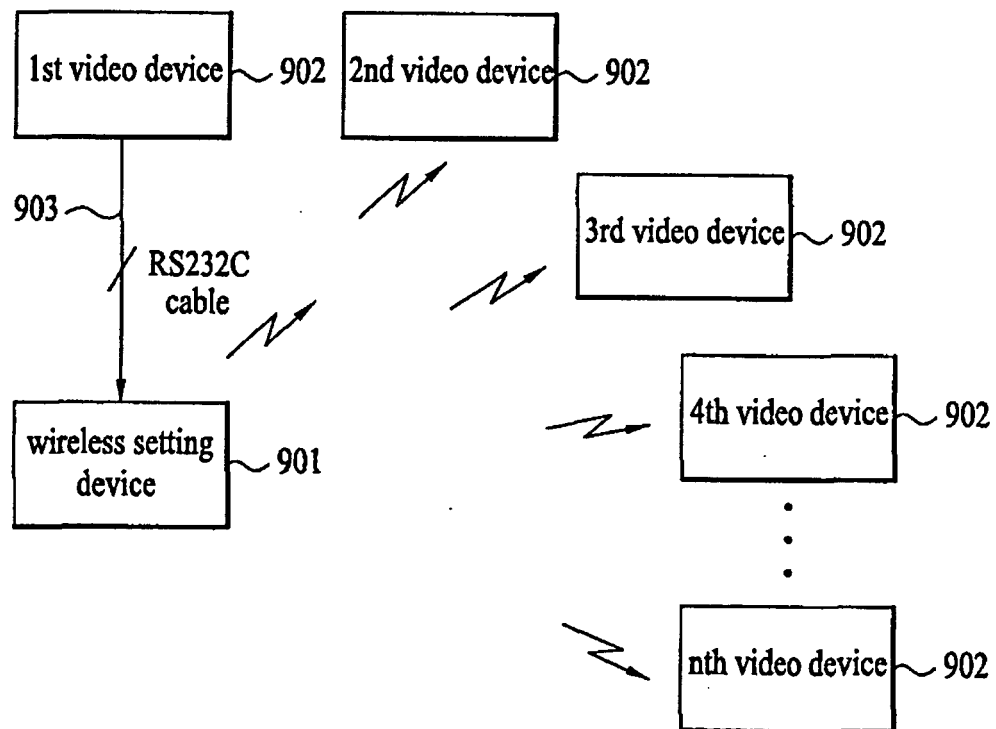 1st video device
902
2nd video device
902
903
3rd video device
902
RS232C
cable
4th video device
902
wireless setting
device
901
nth video device
902